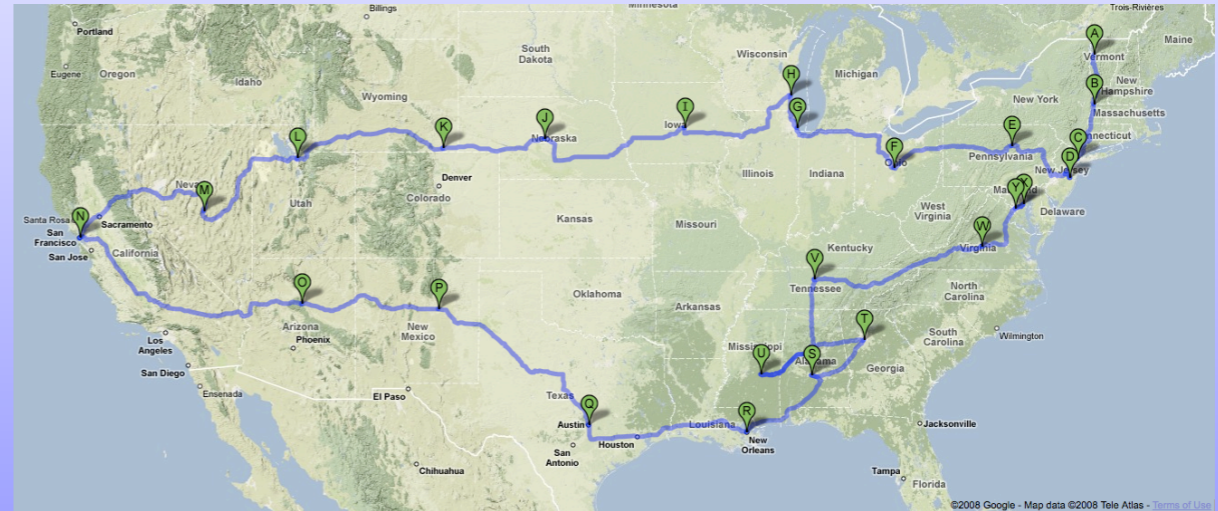 Billings
Minnesota
Trois-Rivières
Portland
A
Maine
Vermont
South
Dakota
Wisconsin
Eugene
Oregon
Idaho
H
Michigan
B
New
Hampshire
Wyoming
I
G
New York
Massachusetts
J
K
Iowa
E
L
Nebraska
F
C
Connecticut
Pennsylvania
D
Ohio
New Jersey
Denver
Illinois
Indiana
Nevada
M
Colorado
Y
X
Maryland
Utah
Kansas
West
Virginia
Delaware
N
Santa Rosa
Sacramento
Missouri
W
San
Francisco
Kentucky
Virginia
San Jose
California
V
O
P
Oklahoma
Tennessee
North
Carolina
Arkansas
T
Arizona
New
Mexico
South
Carolina
Wilmington
Los
Angeles
Phoenix
Mississippi
U
S
Alabama
Georgia
San Diego
Ensenada
El Paso
Texas
Q
R
Austin
Louisiana
Jacksonville
Houston
New
Orleans
San
Antonio
Chihuahua
Tampa
Florida
©2008 Google - Map data ©2008 Tele Atlas - Terms of Use